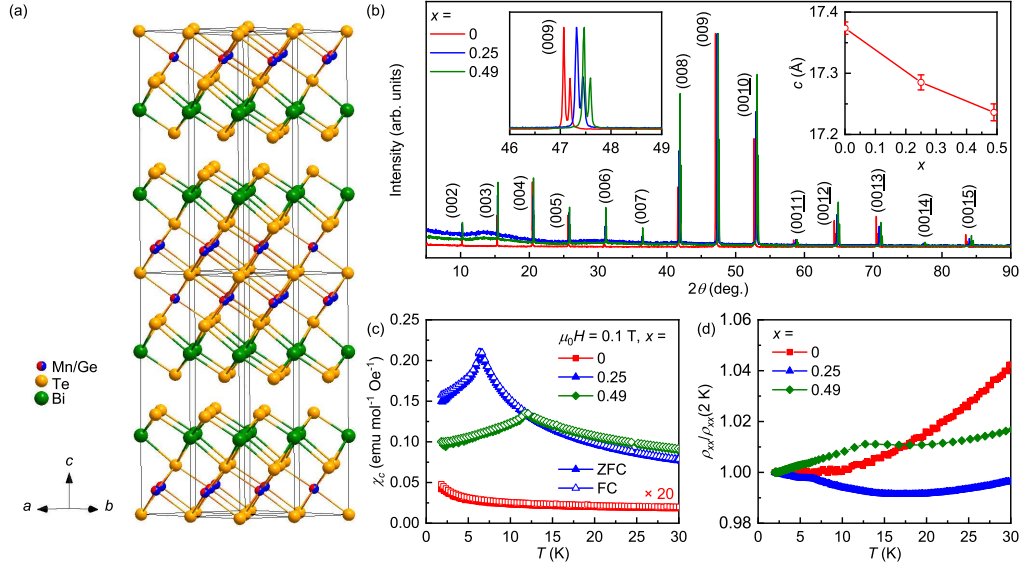 (a)
Mn/Ge
Te
Bi
c
a
b
(b)
x =
0
0.25
0.49
Intensity (arb. units)
(009)
46 47 48 49
(002)
(003)
(004)
(005)
(006)
(007)
(008)
(009)
(0010)
(0011)
(0012)
(0013)
(0014)
(0015)
17.4
17.3
17.2
c (Å)
0.0 0.1 0.2 0.3 0.4 0.5
x
10 20 30 40 50 60 70 80 90
2θ (deg.)
(c)
μ₀H = 0.1 T, x =
0
0.25
0.49
ZFC
FC
× 20
0.25
0.20
0.15
0.10
0.05
0.00
χc (emu mol⁻¹ Oe⁻¹)
0 5 10 15 20 25 30
T (K)
(d)
x =
0
0.25
0.49
1.06
1.04
1.02
1.00
0.98
ρxx/ρxx(2 K)
0 5 10 15 20 25 30
T (K)